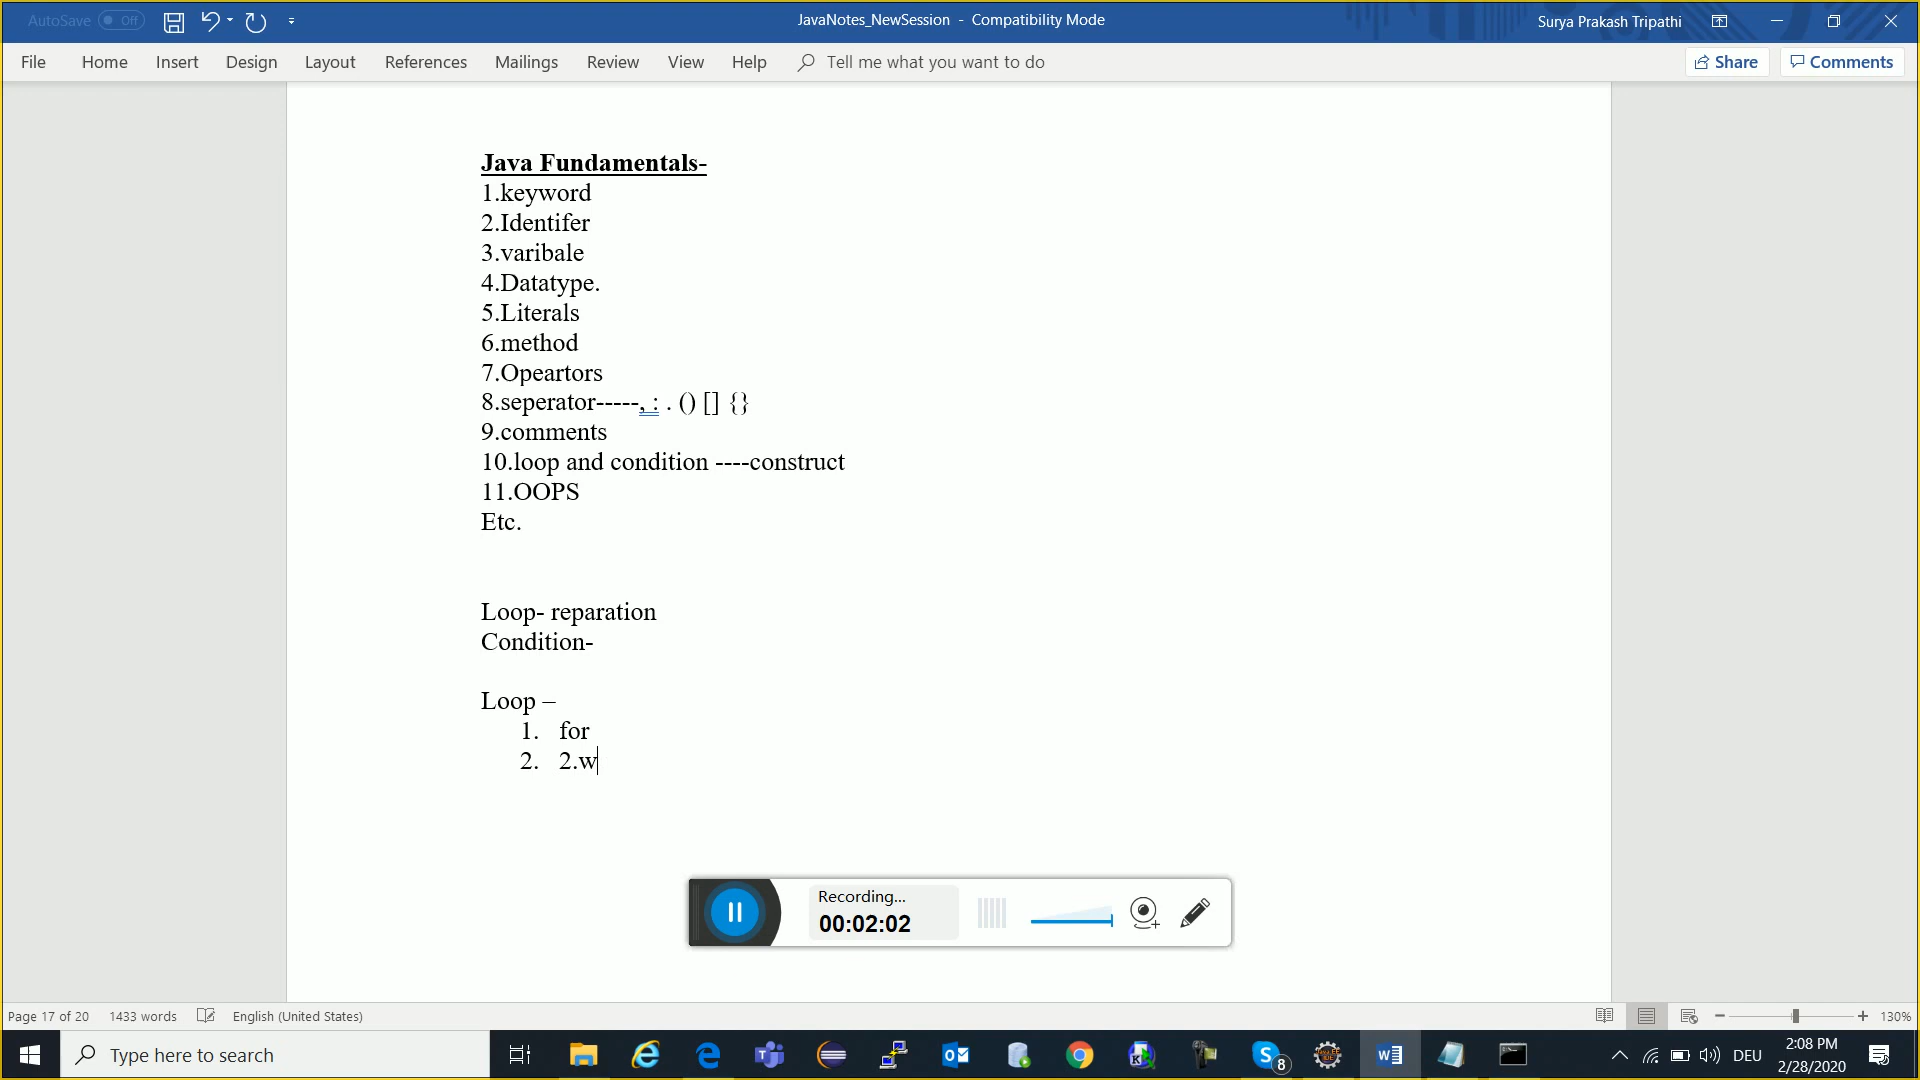 AutoSave Off
JavaNotes_NewSession - Compatibility Mode
Surya Prakash Tripathi
File Home Insert Design Layout References Mailings Review View Help Tell me what you want to do Share Comments
Java Fundamentals-
1.keyword
2.Identifer
3.varibale
4.Datatype.
5.Literals
6.method
7.Opeartors
8.seperator-----, : . () [] {}
9.comments
10.loop and condition ----construct
11.OOPS
Etc.
Loop- reparation
Condition-
Loop –
1. for
2. 2.w
Recording...
00:02:02
Page 17 of 20 1433 words English (United States) 130%
Type here to search
8
DEU
2:08 PM
2/28/2020